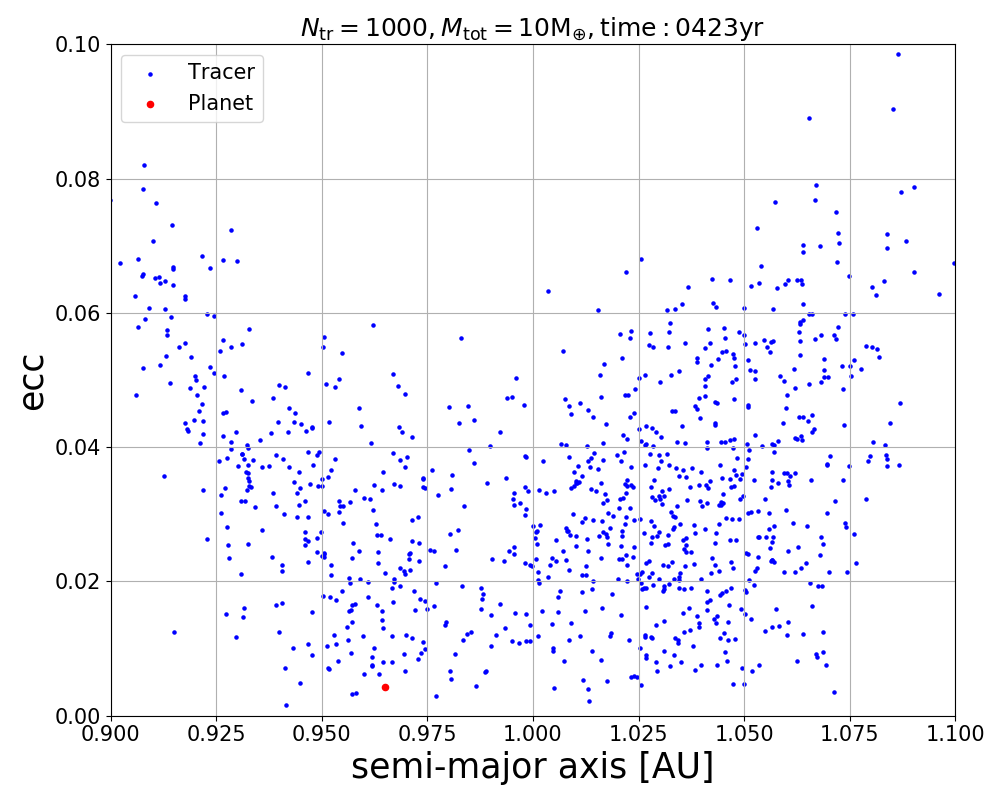 N_tr = 1000, M_tot = 10M_⊕, time : 0423yr
Tracer
Planet
ecc
0.10
0.08
0.06
0.04
0.02
0.00
0.900 0.925 0.950 0.975 1.000 1.025 1.050 1.075 1.100
semi-major axis [AU]